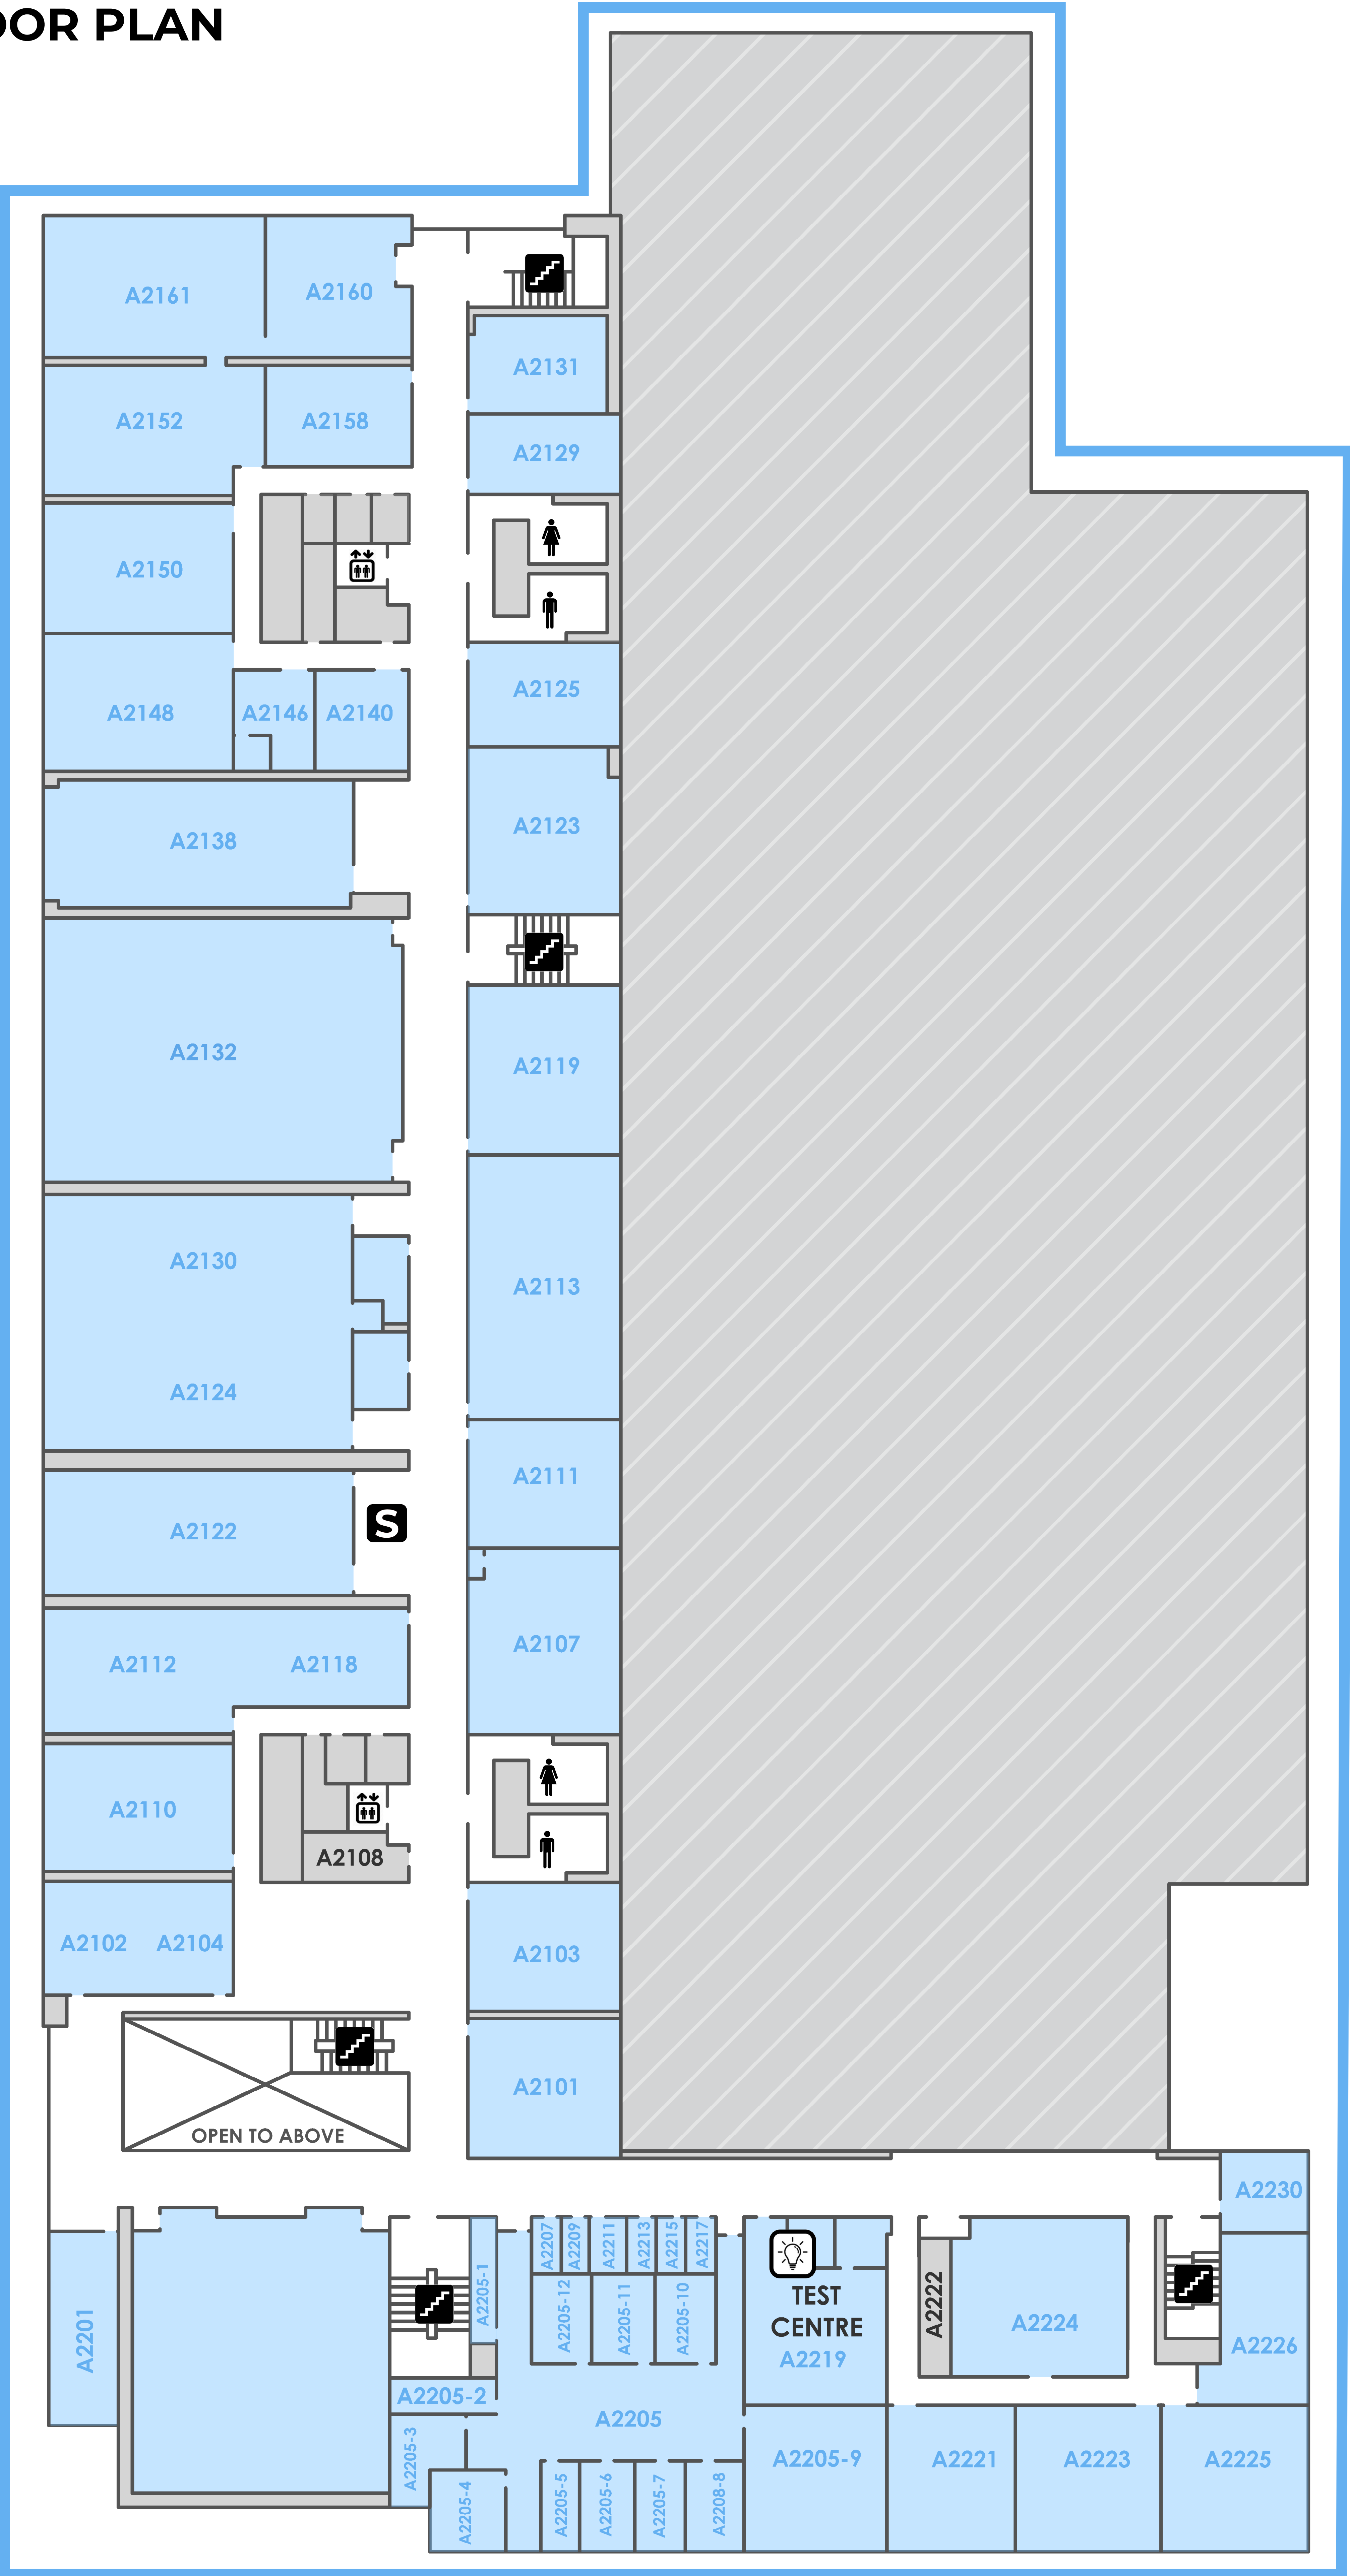 OOR PLAN
A2161
A2160
A2131
A2152
A2158
A2129
A2150
A2125
A2148
A2146
A2140
A2123
A2138
A2132
A2119
A2130
A2113
A2124
A2111
A2122
S
A2107
A2112
A2118
A2110
A2108
A2102
A2104
A2103
A2101
OPEN TO ABOVE
A2230
A2207
A2209
A2211
A2213
A2215
A2217
A2205-1
A2205-12
A2205-11
A2205-10
TEST
CENTRE
A2219
A2222
A2224
A2226
A2201
A2205-2
A2205
A2205-3
A2205-4
A2205-5
A2205-6
A2205-7
A2208-8
A2205-9
A2221
A2223
A2225